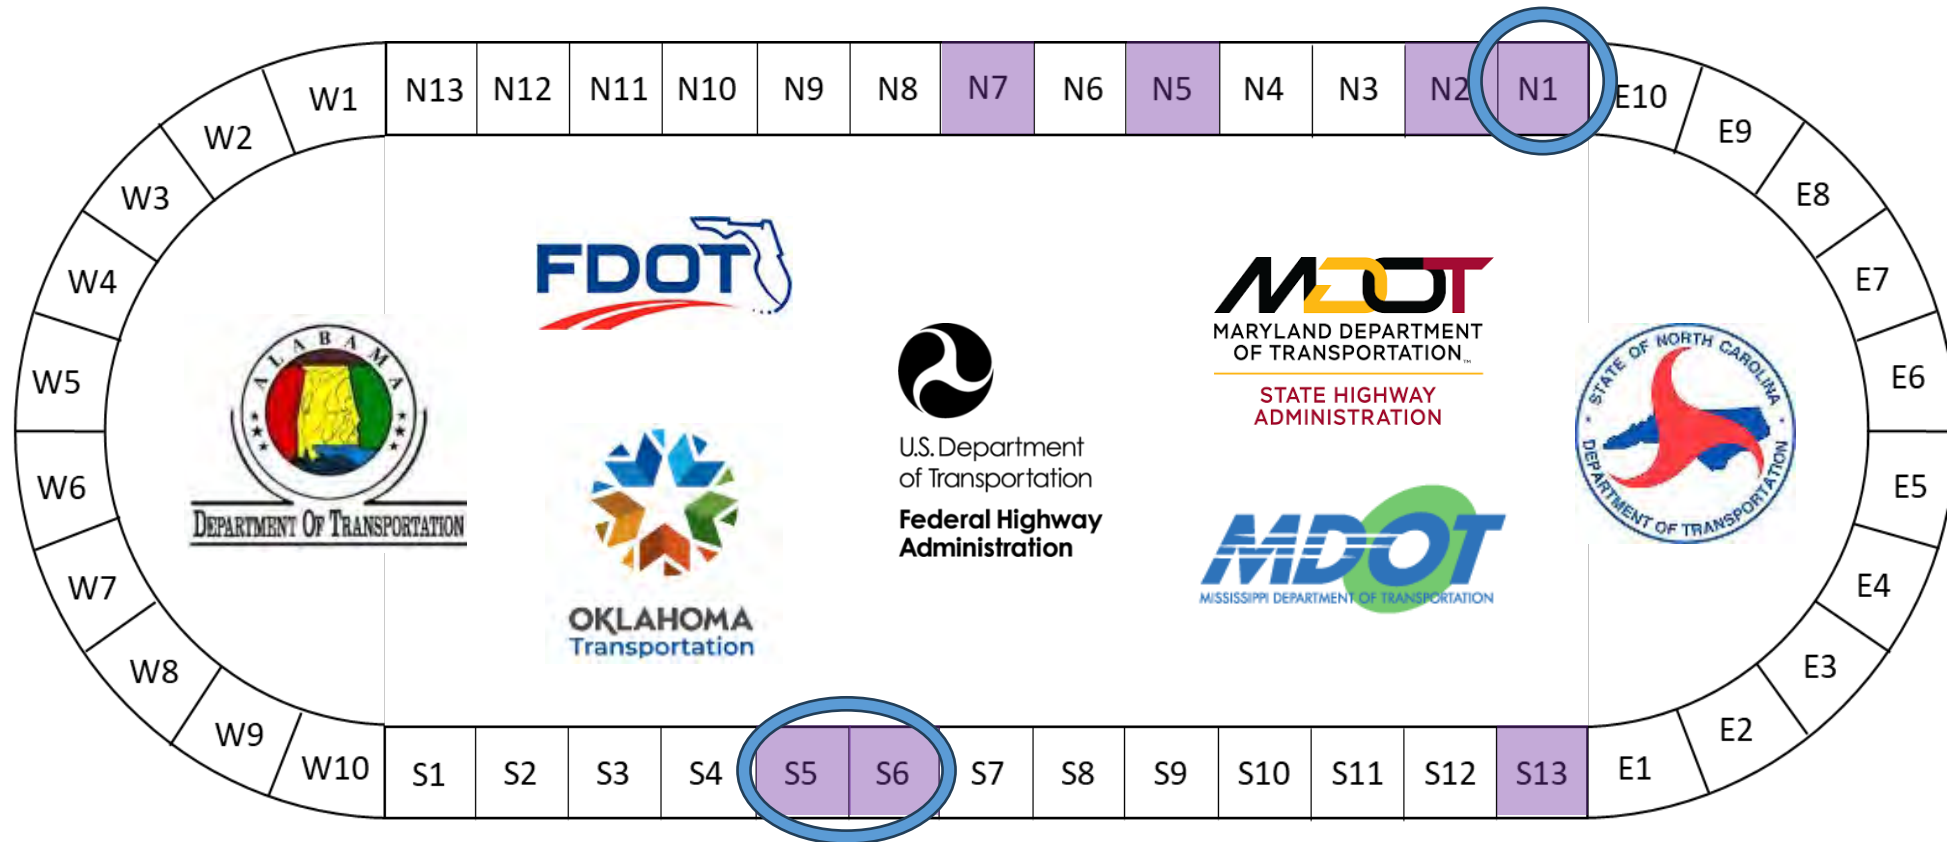 W1 N13 N12 N11 N10 N9 N8 N7 N6 N5 N4 N3 N2 N1 E10
W2
E9
W3
E8
W4
E7
W5
E6
W6
E5
W7
E4
W8
E3
W9
E2
W10 S1 S2 S3 S4 S5 S6 S7 S8 S9 S10 S11 S12 S13 E1
FDOT
ALABAMA
DEPARTMENT OF TRANSPORTATION
OKLAHOMA
Transportation
U.S. Department
of Transportation
Federal Highway
Administration
MDOT
MARYLAND DEPARTMENT
OF TRANSPORTATION™
STATE HIGHWAY
ADMINISTRATION
MDOT
MISSISSIPPI DEPARTMENT OF TRANSPORTATION
STATE OF NORTH CAROLINA
DEPARTMENT OF TRANSPORTATION